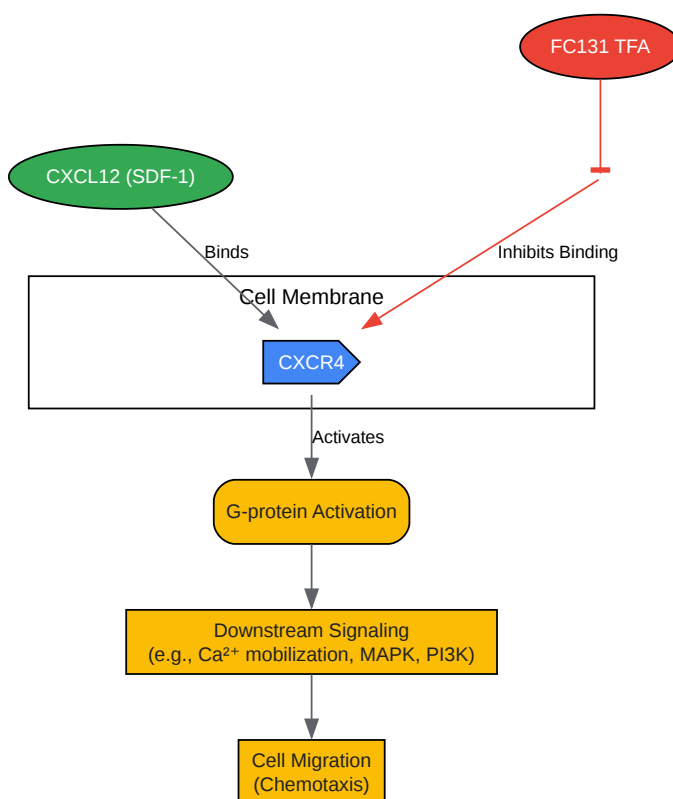 FC131 TFA
CXCL12 (SDF-1)
Binds
Inhibits Binding
Cell Membrane
CXCR4
Activates
G-protein Activation
Downstream Signaling
(e.g., Ca²⁺ mobilization, MAPK, PI3K)
Cell Migration
(Chemotaxis)